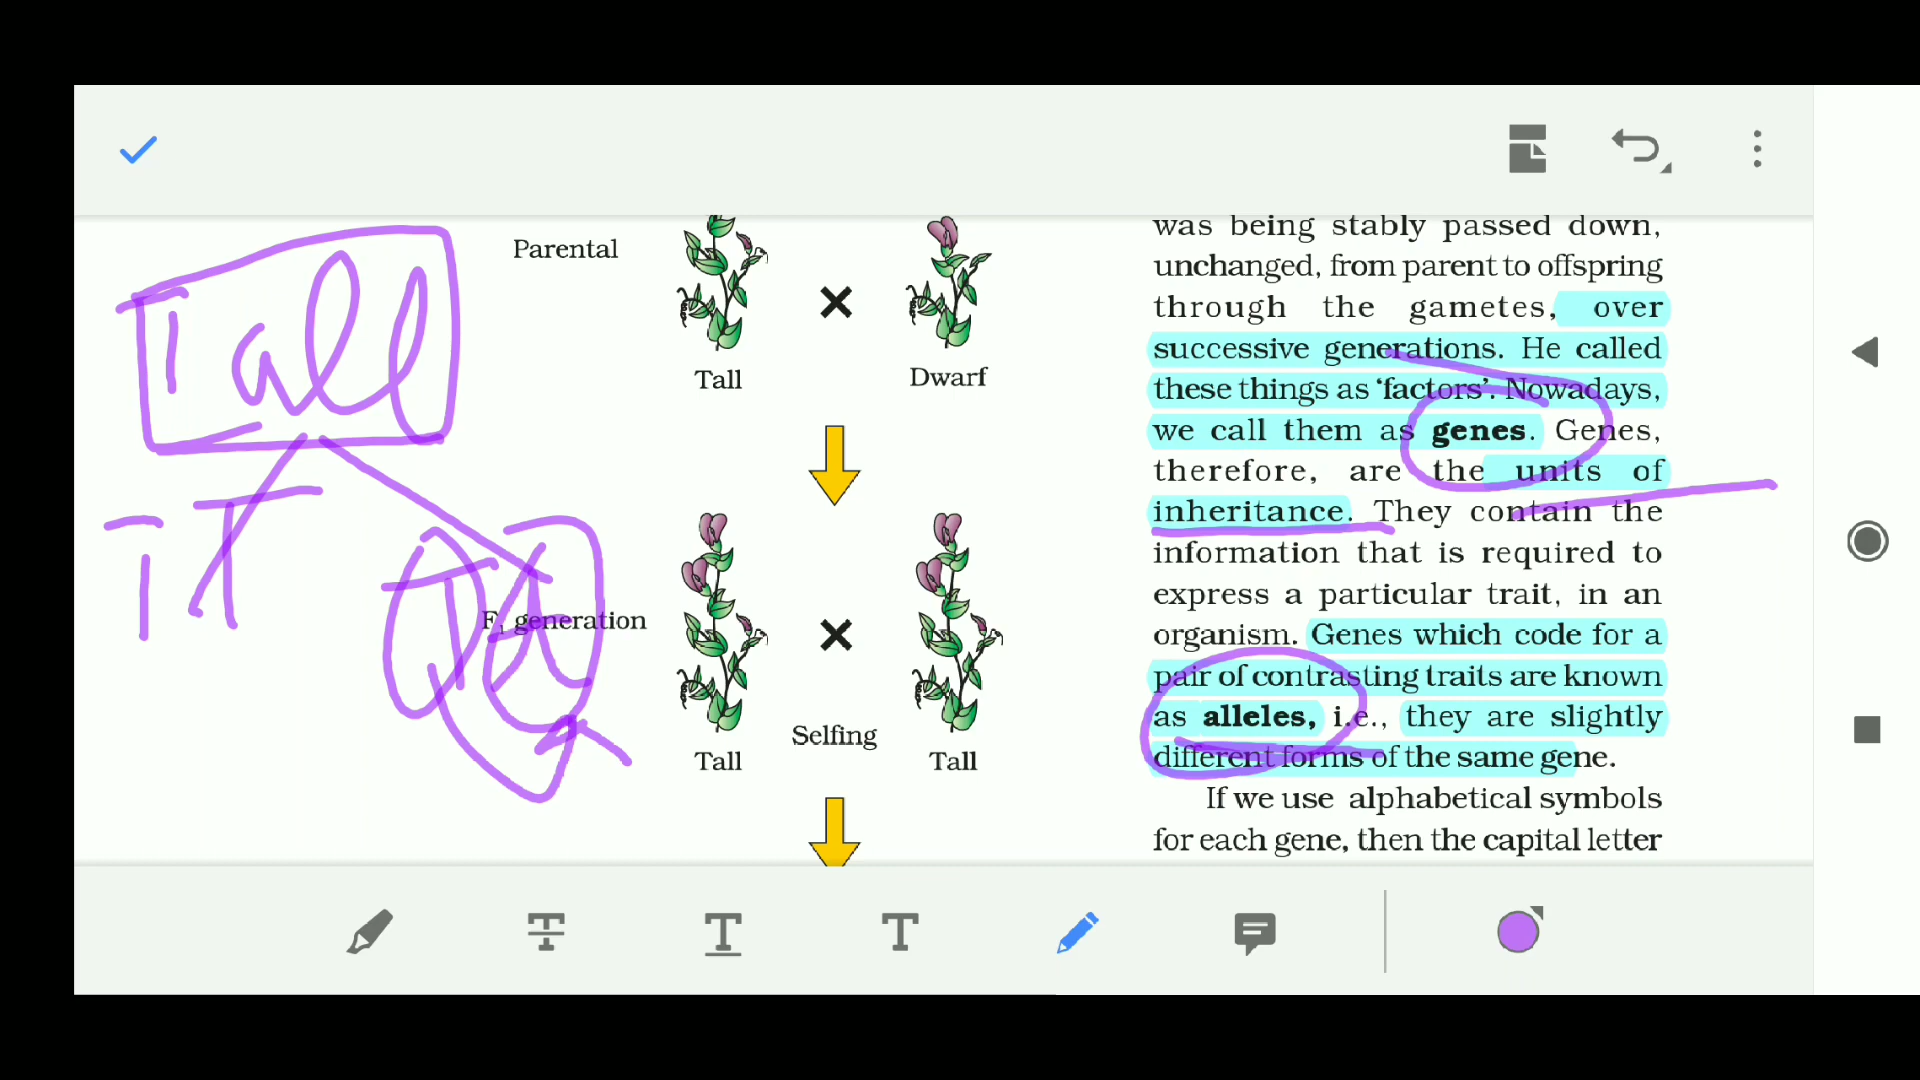 Tall
T T
T t
Parental
Tall
Dwarf
F1 generation
Tall
Selfing
Tall
was being stably passed down,
unchanged, from parent to offspring
through the gametes, over
successive generations. He called
these things as ‘factors’. Nowadays,
we call them as genes. Genes,
therefore, are the units of
inheritance. They contain the
information that is required to
express a particular trait, in an
organism. Genes which code for a
pair of contrasting traits are known
as alleles, i.e., they are slightly
different forms of the same gene.
If we use alphabetical symbols
for each gene, then the capital letter
T
T
T